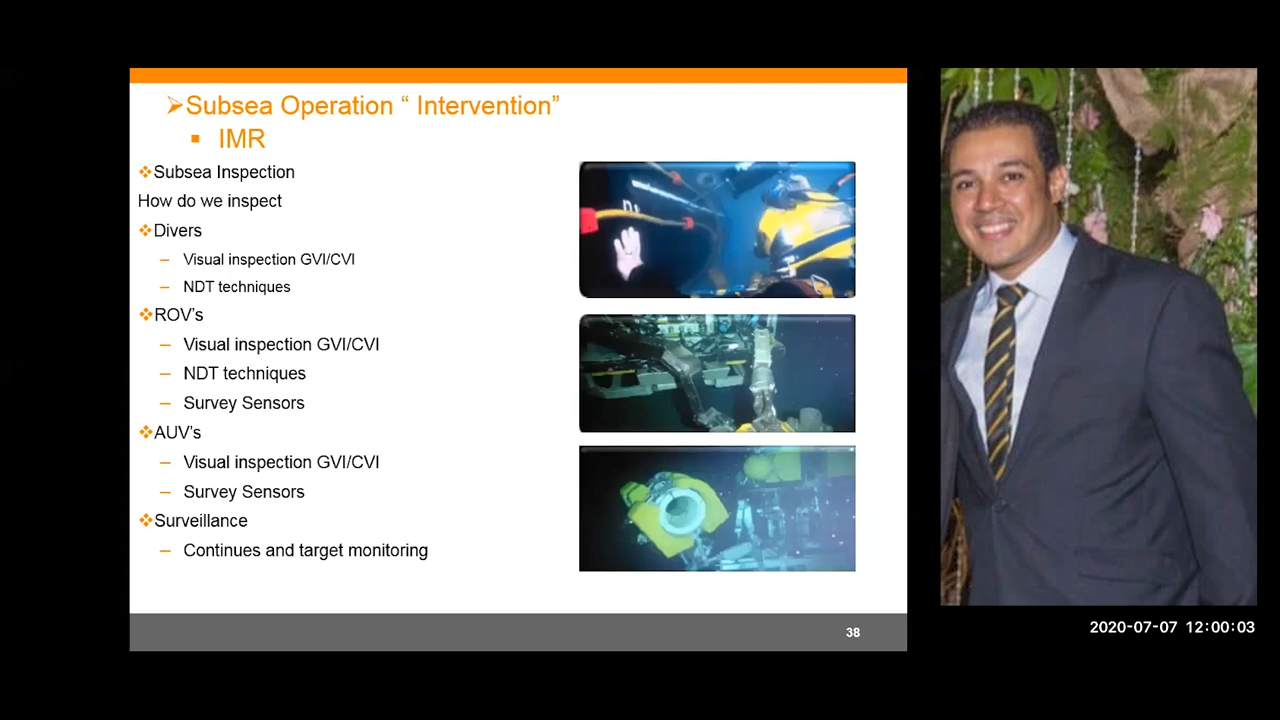 Subsea Operation “ Intervention”
IMR
Subsea Inspection
How do we inspect
Divers
– Visual inspection GVI/CVI
– NDT techniques
ROV’s
– Visual inspection GVI/CVI
– NDT techniques
– Survey Sensors
AUV’s
– Visual inspection GVI/CVI
– Survey Sensors
Surveillance
– Continues and target monitoring
38
2020-07-07 12:00:03